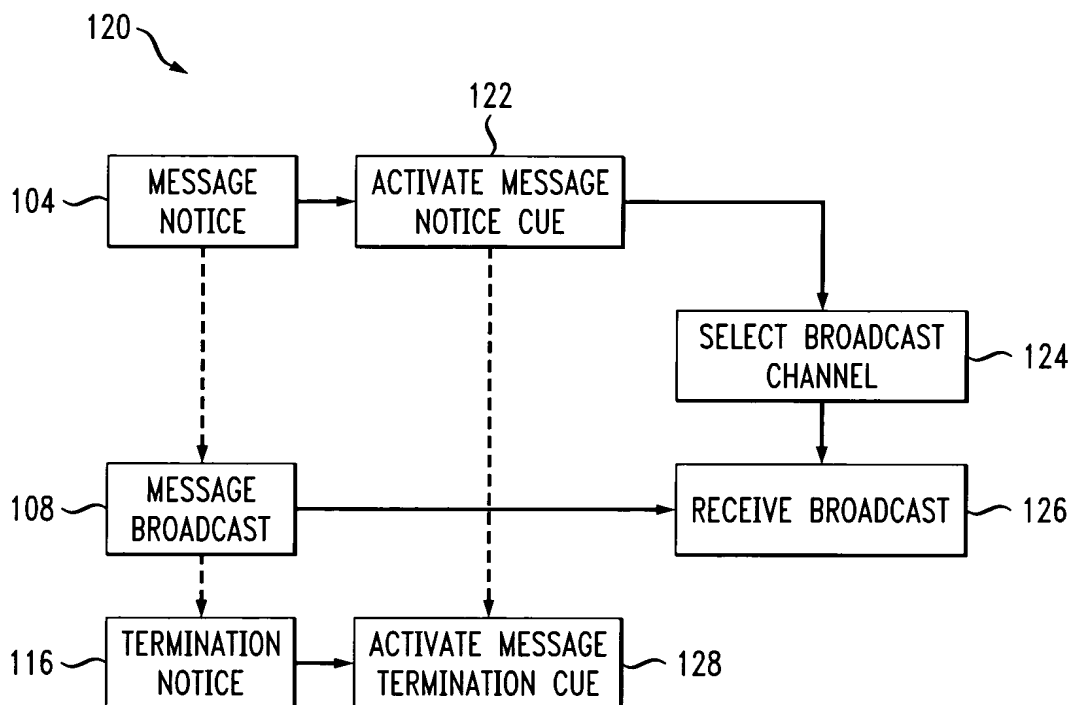 120
122
104
MESSAGE
NOTICE
ACTIVATE MESSAGE
NOTICE CUE
SELECT BROADCAST
CHANNEL
124
108
MESSAGE
BROADCAST
RECEIVE BROADCAST
126
116
TERMINATION
NOTICE
ACTIVATE MESSAGE
TERMINATION CUE
128